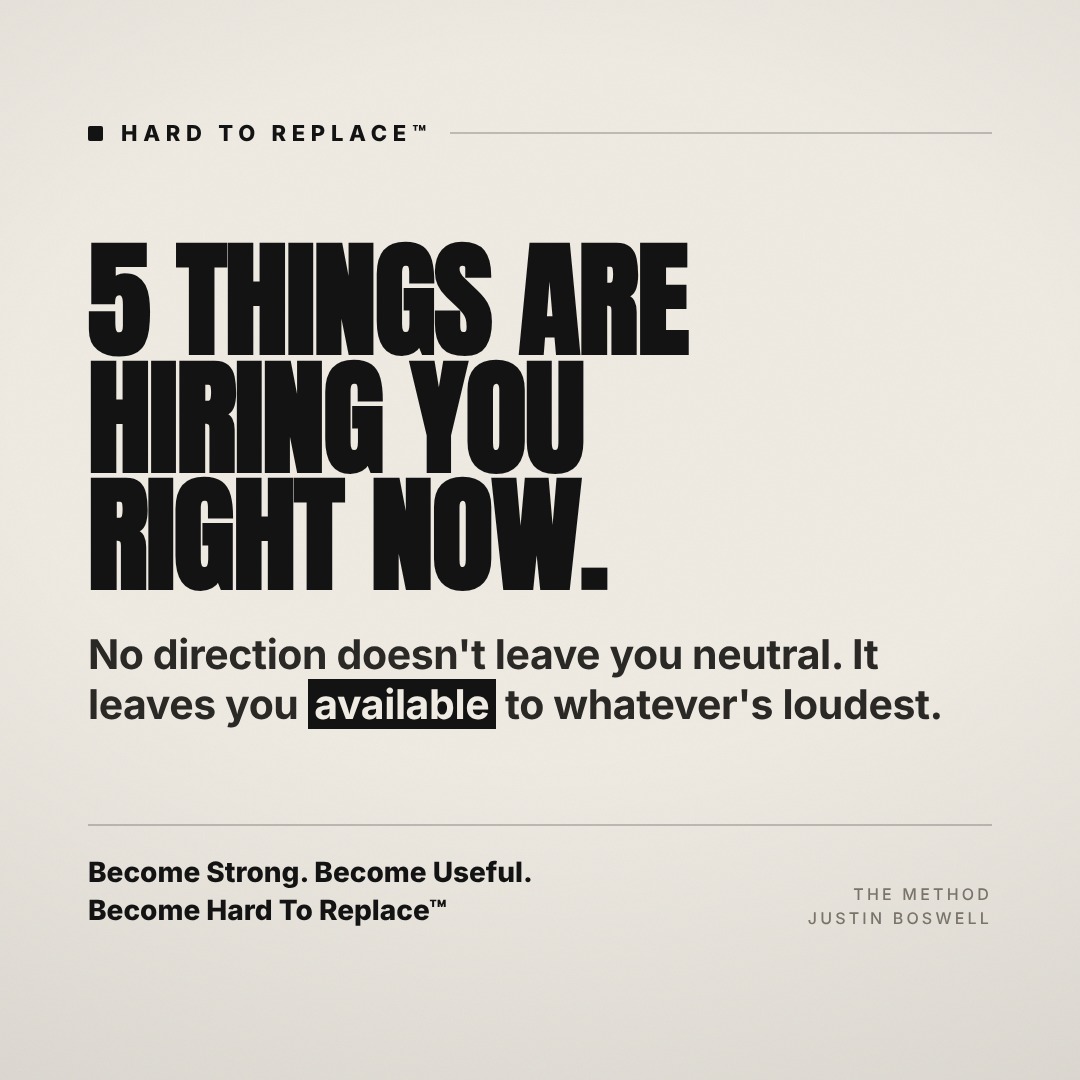 HARD TO REPLACE™
5 THINGS ARE
HIRING YOU
RIGHT NOW.
No direction doesn't leave you neutral. It
leaves you available to whatever's loudest.
Become Strong. Become Useful.
Become Hard To Replace™
THE METHOD
JUSTIN BOSWELL